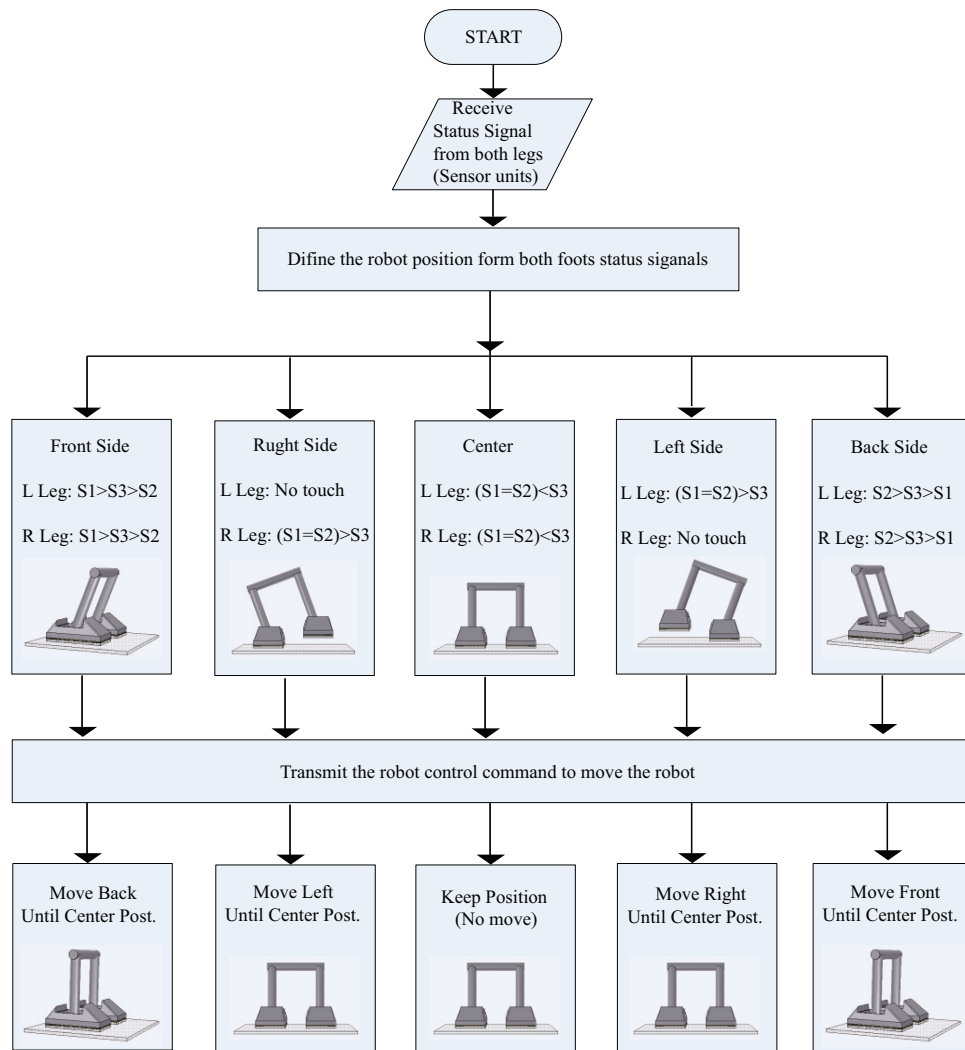 START
Receive
Status Signal
from both legs
(Sensor units)
Difine the robot position form both foots status siganals
Front Side
L Leg: S1>S3>S2
R Leg: S1>S3>S2
Rught Side
L Leg: No touch
R Leg: (S1=S2)>S3
Center
L Leg: (S1=S2)<S3
R Leg: (S1=S2)<S3
Left Side
L Leg: (S1=S2)>S3
R Leg: No touch
Back Side
L Leg: S2>S3>S1
R Leg: S2>S3>S1
Transmit the robot control command to move the robot
Move Back
Until Center Post.
Move Left
Until Center Post.
Keep Position
(No move)
Move Right
Until Center Post.
Move Front
Until Center Post.